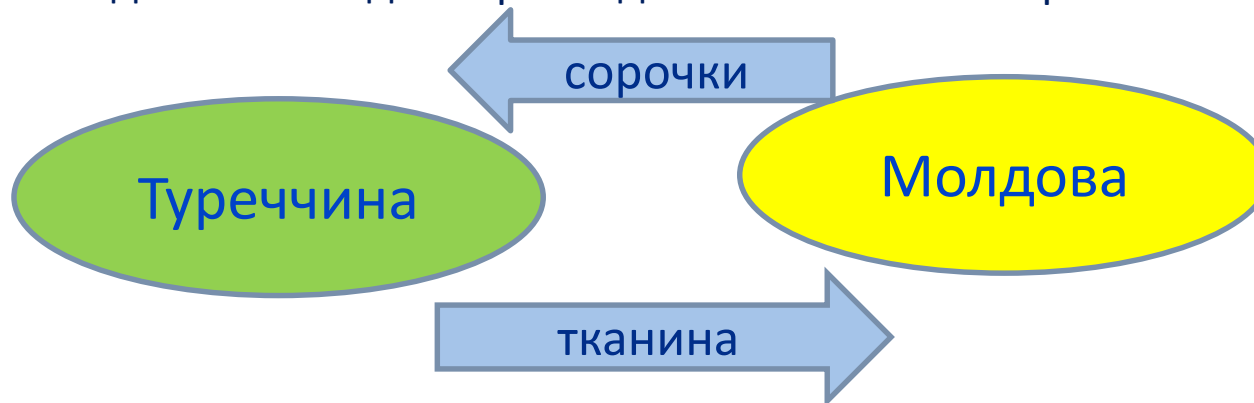 сорочки
Туреччина
Молдова
тканина